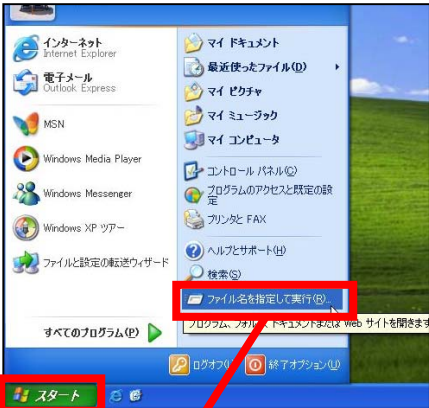 インターネット
Internet Explorer
電子メール
Outlook Express
MSN
Windows Media Player
Windows Messenger
Windows XP ツアー
ファイルと設定の転送ウィザード
すべてのプログラム(P)
マイ ドキュメント
最近使ったファイル(D)
マイ ピクチャ
マイ ミュージック
マイ コンピュータ
コントロール パネル(C)
プログラムのアクセスと既定の設
定
プリンタと FAX
ヘルプとサポート(H)
検索(S)
ファイル名を指定して実行(R)...
プログラム、フォルダ、ドキュメントまたは Web サイトを開きます
ログオフ(L)
終了オプション(U)
スタート